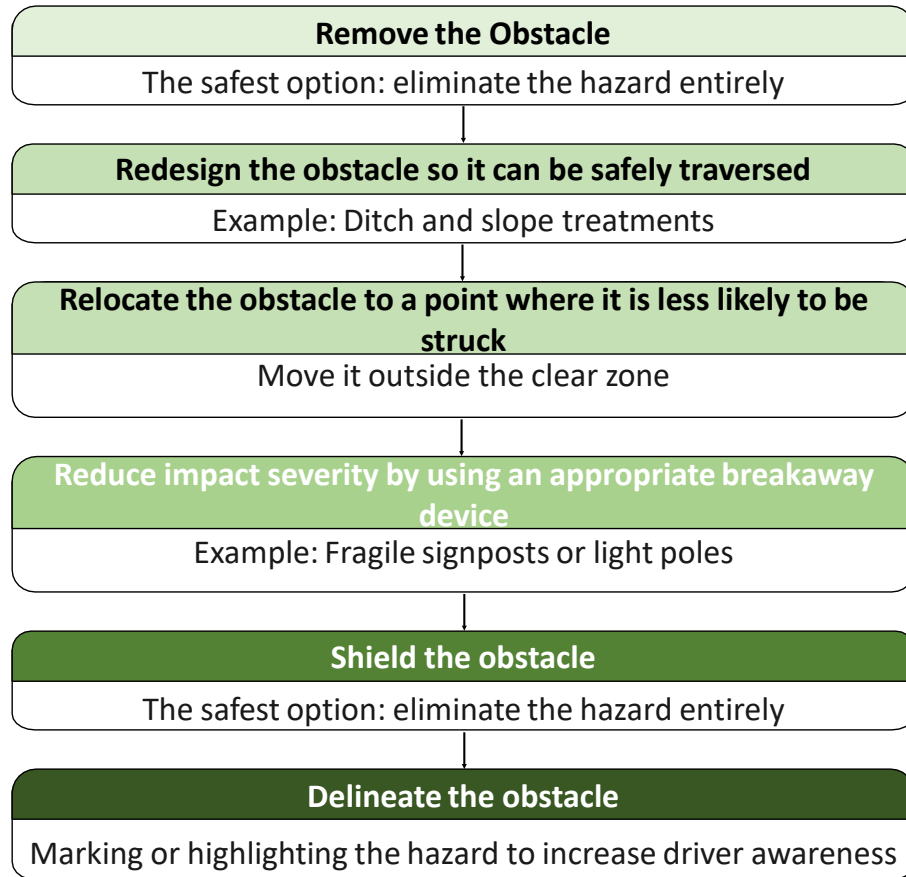 Remove the Obstacle
The safest option: eliminate the hazard entirely
Redesign the obstacle so it can be safely traversed
Example: Ditch and slope treatments
Relocate the obstacle to a point where it is less likely to be
struck
Move it outside the clear zone
Reduce impact severity by using an appropriate breakaway
device
Example: Fragile signposts or light poles
Shield the obstacle
The safest option: eliminate the hazard entirely
Delineate the obstacle
Marking or highlighting the hazard to increase driver awareness